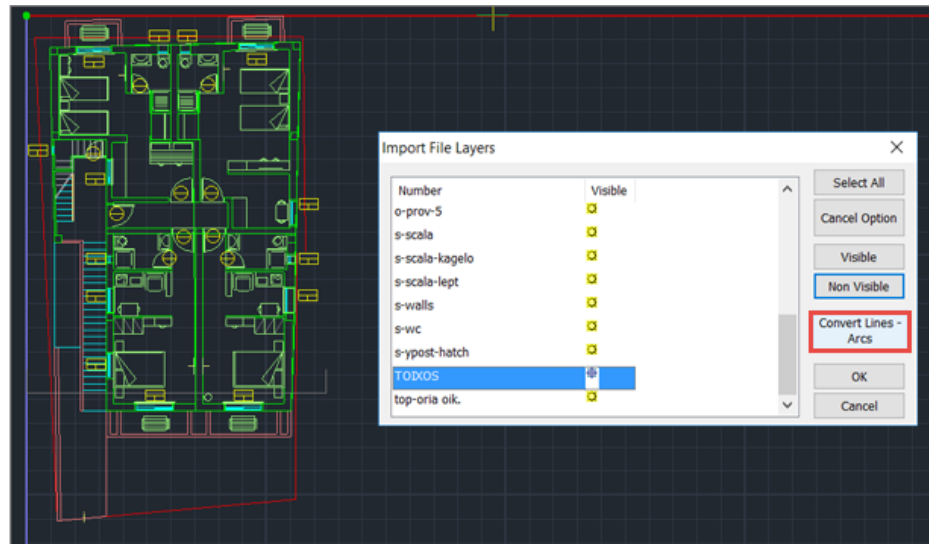 Import File Layers
Number Visible
o-prov-5
s-scala
s-scala-kagelo
s-scala-lept
s-walls
s-wc
s-ypost-hatch
TOIXOS
top-oria oik.
Select All
Cancel Option
Visible
Non Visible
Convert Lines -
Arcs
OK
Cancel